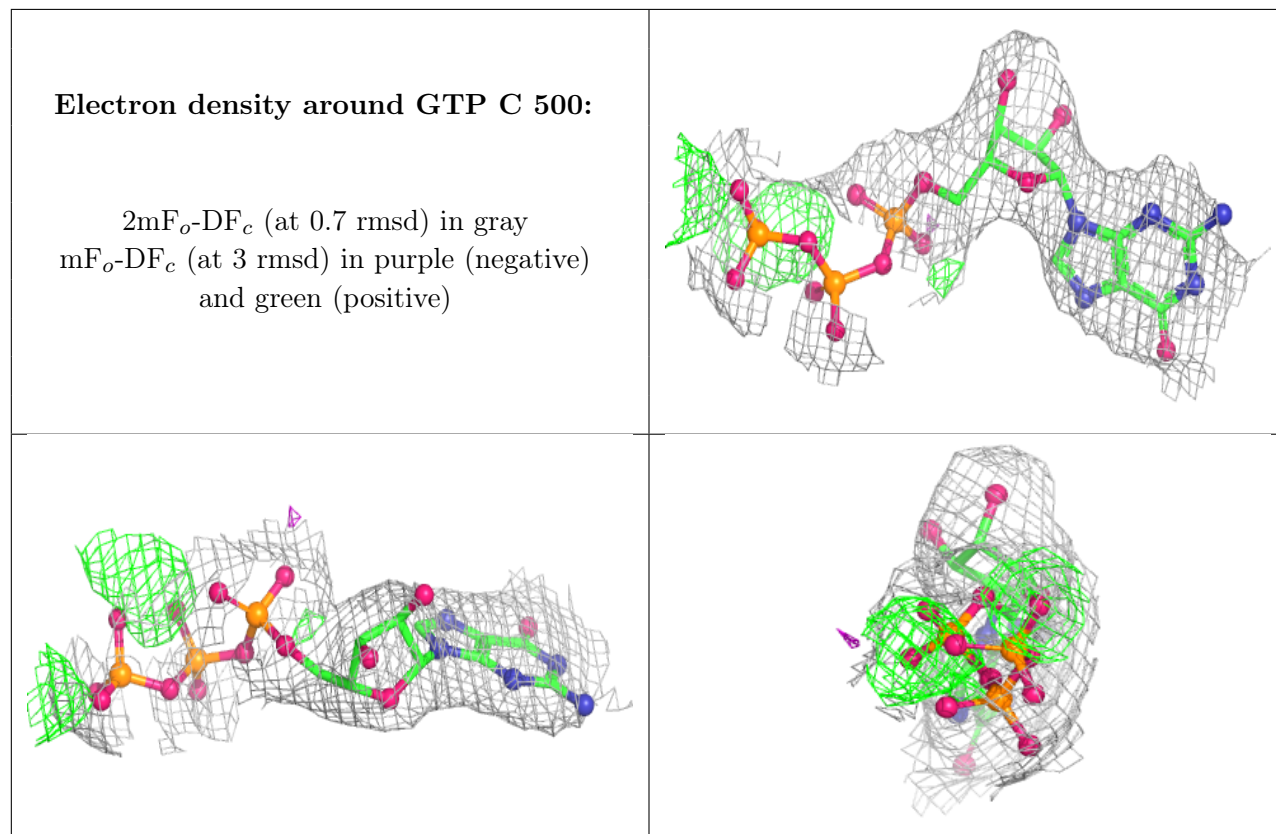 Electron density around GTP C 500:
2mFo-DFc (at 0.7 rmsd) in gray
mFo-DFc (at 3 rmsd) in purple (negative)
and green (positive)